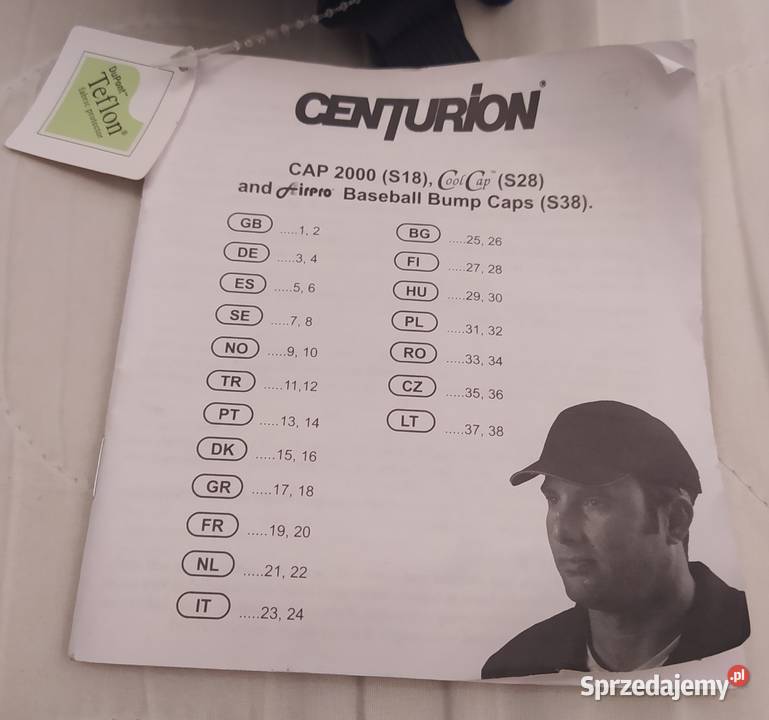 DuPont™
Teflon®
fabric protector
CENTURION®
CAP 2000 (S18), CoolCap™ (S28)
and AirPro® Baseball Bump Caps (S38).
GB .....1, 2
DE .....3, 4
ES .....5, 6
SE .....7, 8
NO .....9, 10
TR .....11,12
PT .....13, 14
DK .....15, 16
GR .....17, 18
FR .....19, 20
NL .....21, 22
IT .....23, 24
BG .....25, 26
FI .....27, 28
HU .....29, 30
PL .....31, 32
RO .....33, 34
CZ .....35, 36
LT .....37, 38
Sprzedajemy.pl